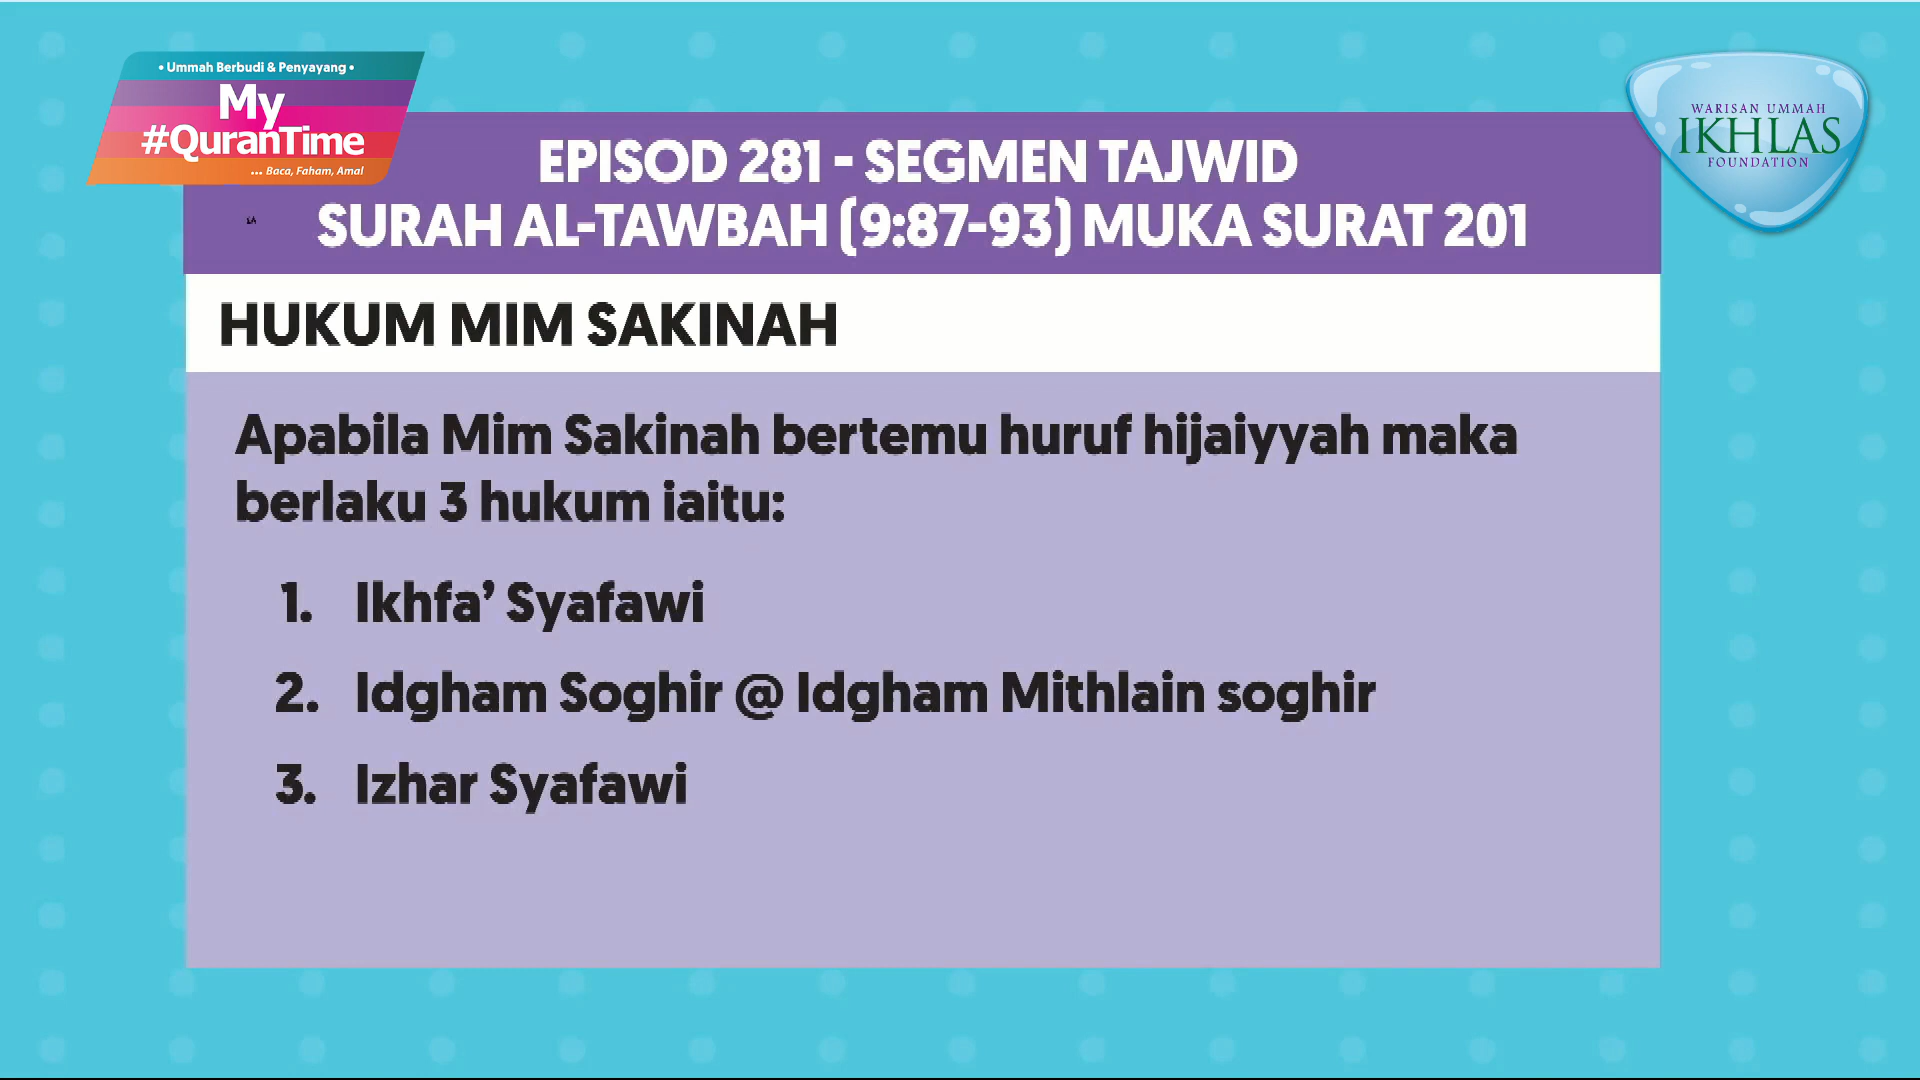 • Ummah Berbudi & Penyayang •
My
#QuranTime
... Baca, Faham, Amal
WARISAN UMMAH
IKHLAS
FOUNDATION
EPISOD 281 - SEGMEN TAJWID
SURAH AL-TAWBAH (9:87-93) MUKA SURAT 201
HUKUM MIM SAKINAH
Apabila Mim Sakinah bertemu huruf hijaiyyah maka
berlaku 3 hukum iaitu:
1. Ikhfa’ Syafawi
2. Idgham Soghir @ Idgham Mithlain soghir
3. Izhar Syafawi